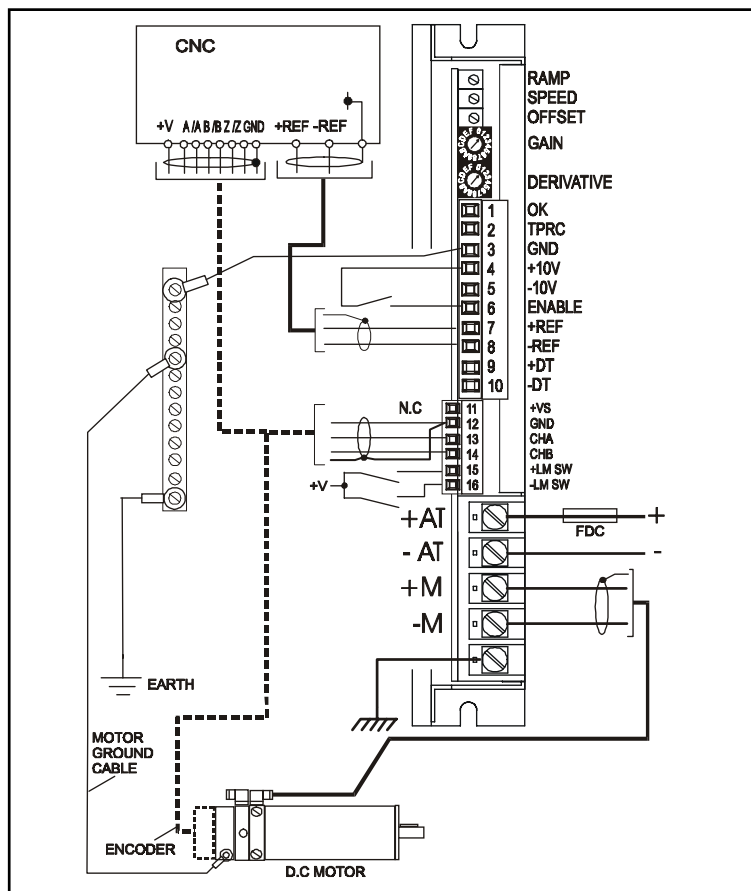 CNC
+V A /A B /B Z /Z GND +REF -REF
RAMP
SPEED
OFFSET
GAIN
DERIVATIVE
1 OK
2 TPRC
3 GND
4 +10V
5 -10V
6 ENABLE
7 +REF
8 -REF
9 +DT
10 -DT
N.C 11 +VS
12 GND
13 CHA
14 CHB
15 +LM SW
16 -LM SW
+V
+AT
FDC
+
- AT
-
+M
-M
EARTH
MOTOR
GROUND
CABLE
ENCODER
D.C MOTOR